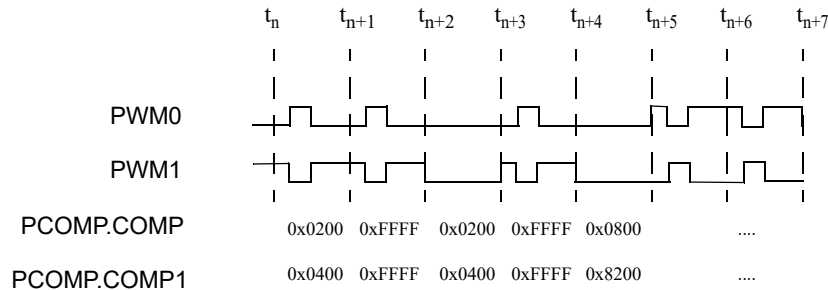 tn tn+1 tn+2 tn+3 tn+4 tn+5 tn+6 tn+7
PWM0
PWM1
PCOMP.COMP 0x0200 0xFFFF 0x0200 0xFFFF 0x0800 ....
PCOMP.COMP1 0x0400 0xFFFF 0x0400 0xFFFF 0x8200 ....